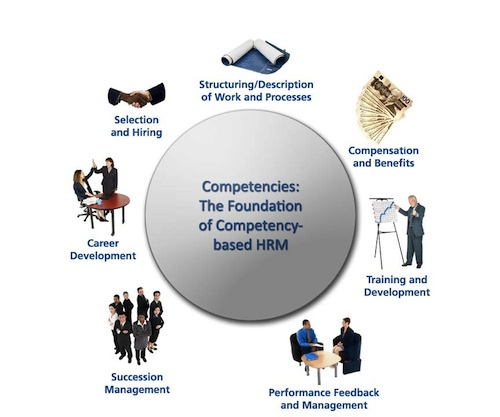 Structuring/Description
of Work and Processes
Compensation
and Benefits
Training and
Development
Performance Feedback
and Management
Succession
Management
Career
Development
Selection
and Hiring
Competencies:
The Foundation
of Competency-
based HRM